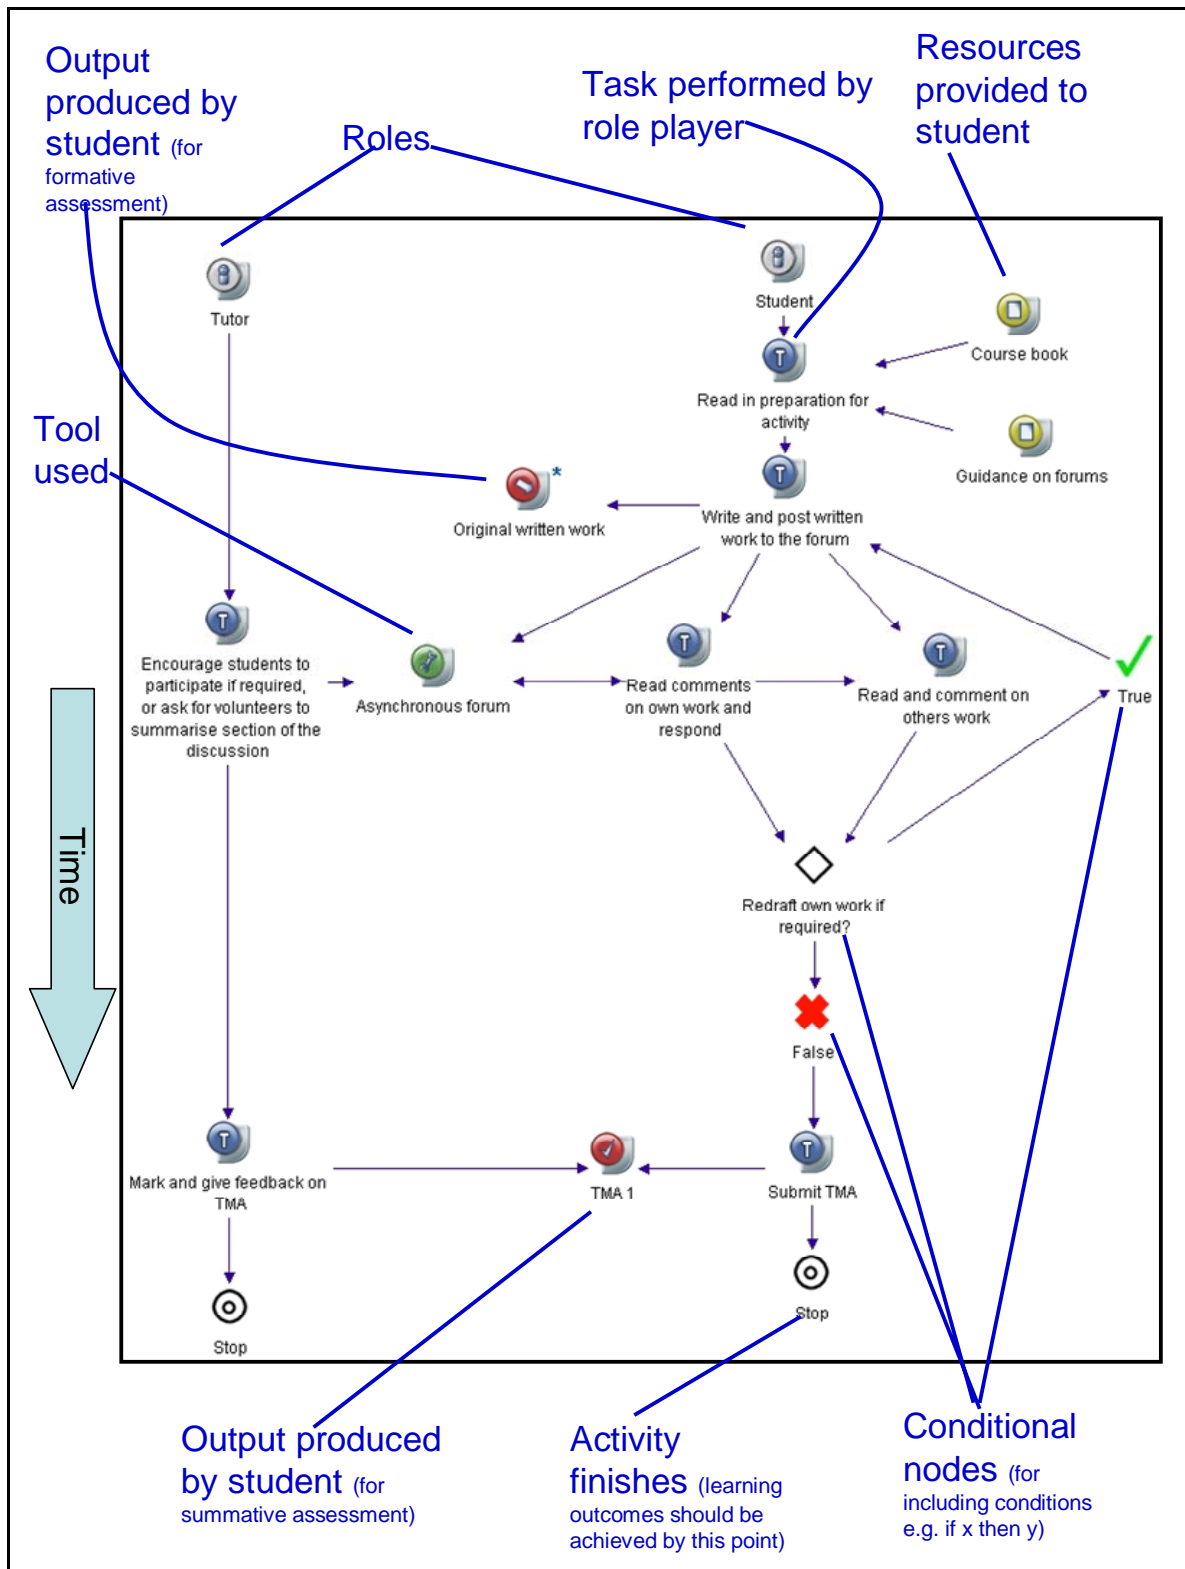 Output
produced by
student (for
formative
assessment)
Roles
Task performed by
role player
Resources
provided to
student
Tutor
Student
Course book
Read in preparation for
activity
Guidance on forums
Tool
used
*
Original written work
Write and post written
work to the forum
Encourage students to
participate if required,
or ask for volunteers to
summarise section of the
discussion
Asynchronous forum
Read comments
on own work and
respond
Read and comment on
others work
True
Time
Redraft own work if
required?
False
Mark and give feedback on
TMA
TMA 1
Submit TMA
Stop
Stop
Output produced
by student (for
summative assessment)
Activity
finishes (learning
outcomes should be
achieved by this point)
Conditional
nodes (for
including conditions
e.g. if x then y)
T
T
T
T
T
T
T